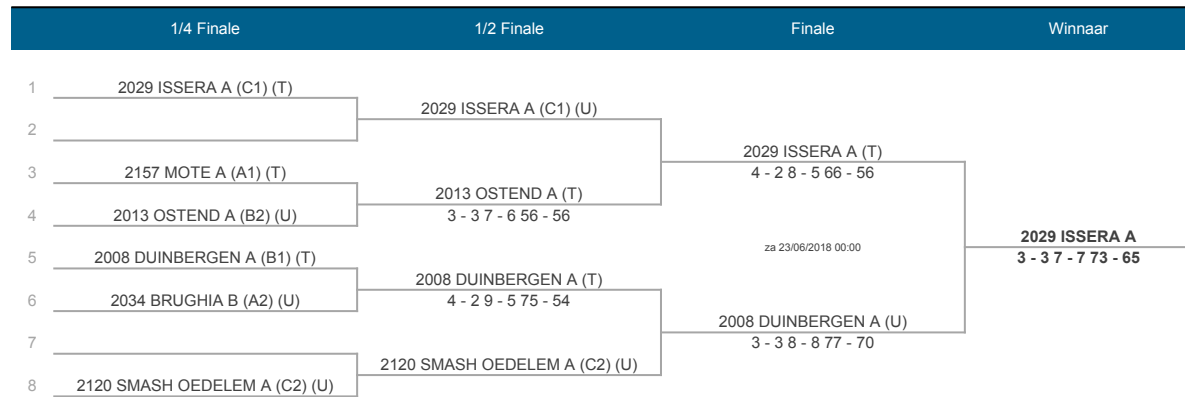 1/4 Finale 1/2 Finale Finale Winnaar
1 2029 ISSERA A (C1) (T)
2029 ISSERA A (C1) (U)
2
2029 ISSERA A (T)
3 2157 MOTE A (A1) (T)
4 - 2 8 - 5 66 - 56
2013 OSTEND A (T)
4 2013 OSTEND A (B2) (U)
3 - 3 7 - 6 56 - 56
2029 ISSERA A
za 23/06/2018 00:00
5 2008 DUINBERGEN A (B1) (T)
3 - 3 7 - 7 73 - 65
2008 DUINBERGEN A (T)
6 2034 BRUGHIA B (A2) (U)
4 - 2 9 - 5 75 - 54
2008 DUINBERGEN A (U)
7
3 - 3 8 - 8 77 - 70
2120 SMASH OEDELEM A (C2) (U)
8 2120 SMASH OEDELEM A (C2) (U)